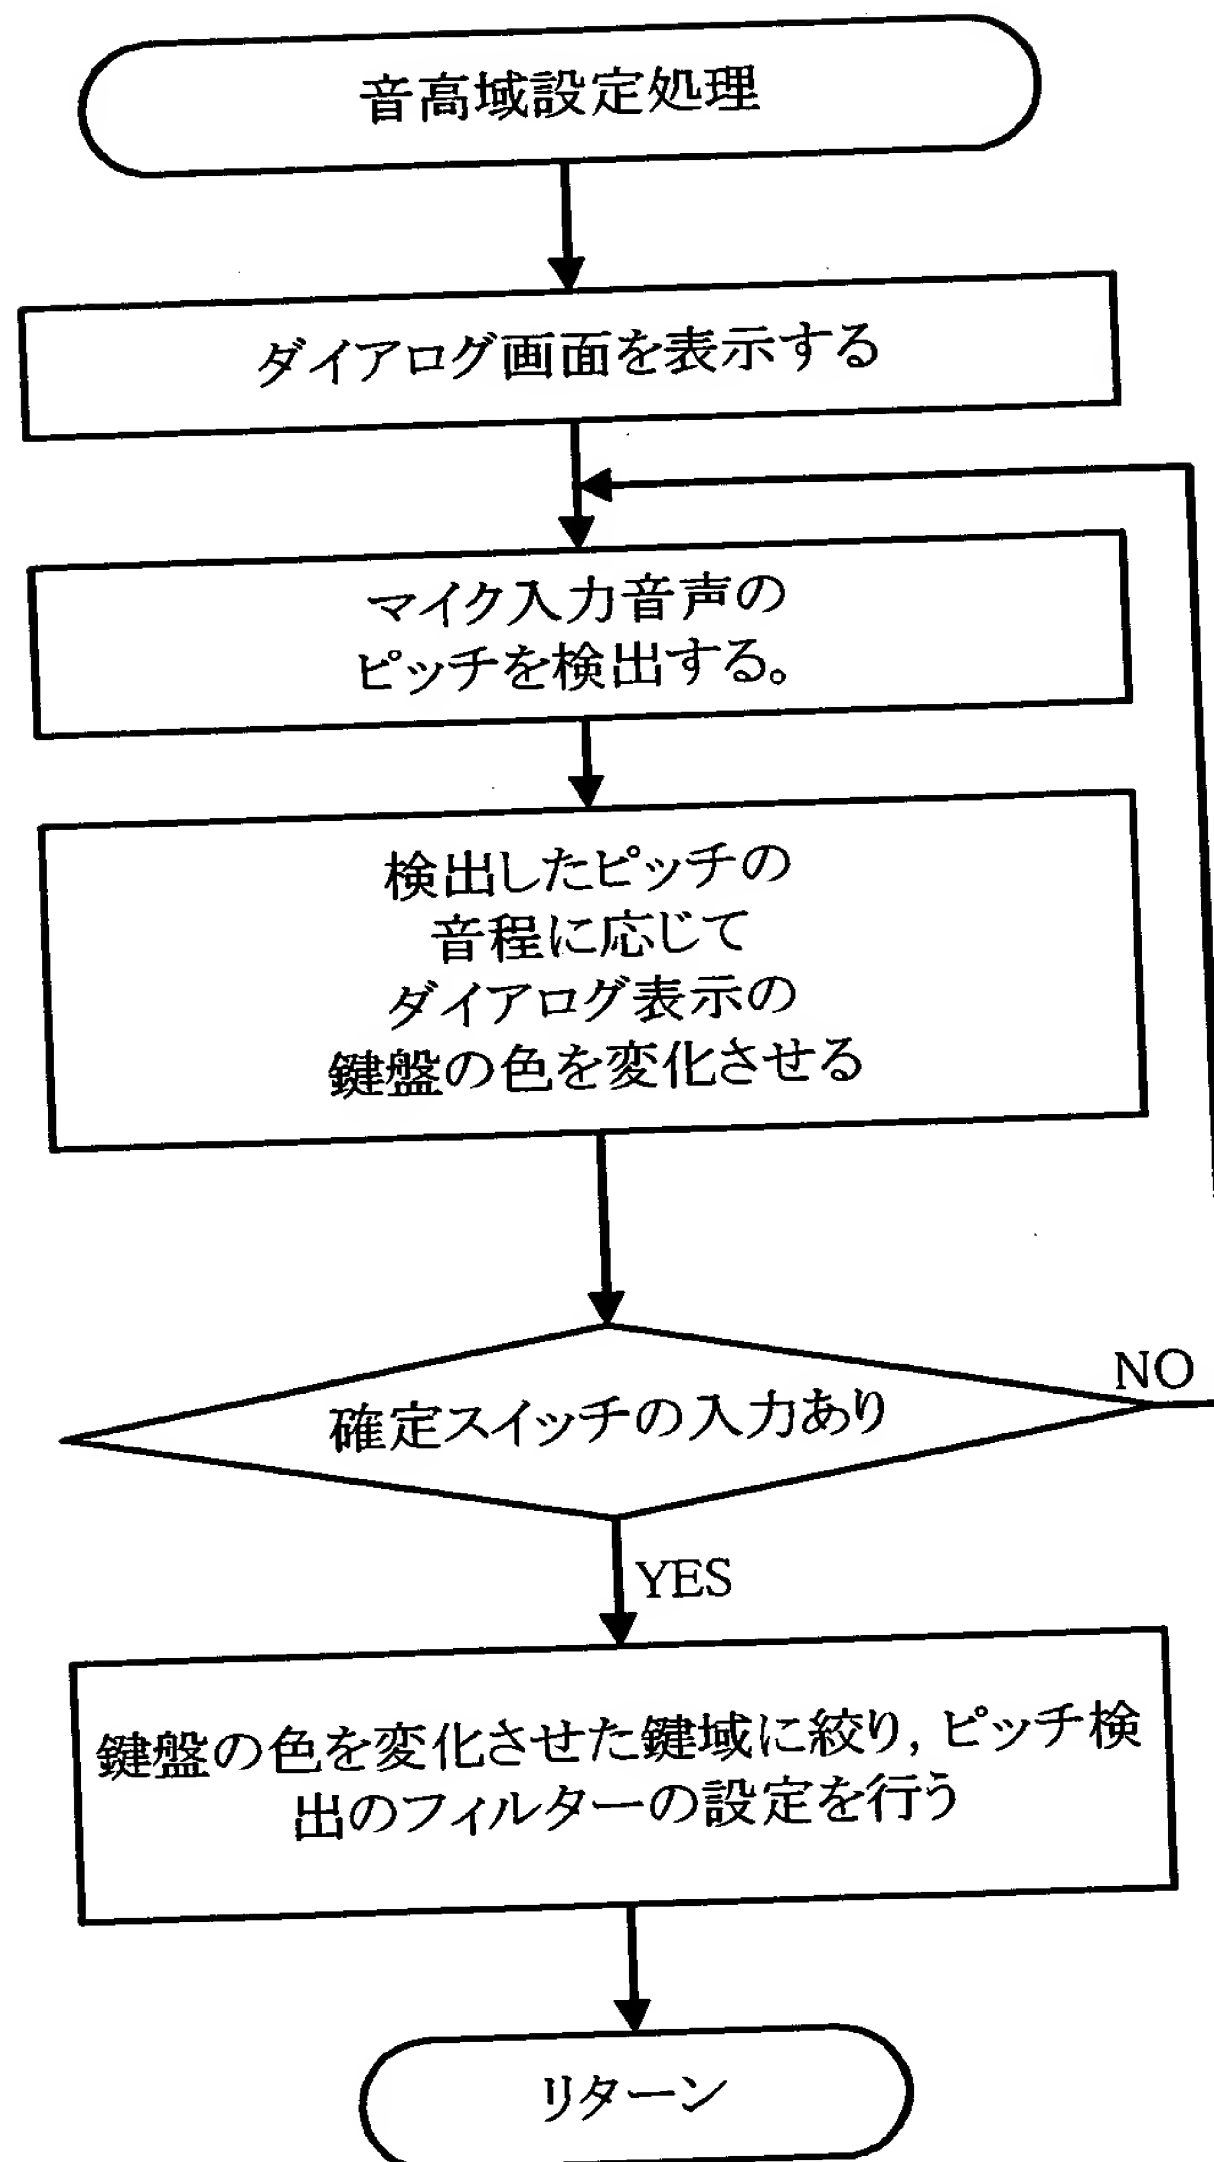 音高域設定処理
ダイアログ画面を表示する
マイク入力音声の
ピッチを検出する。
検出したピッチの
音程に応じて
ダイアログ表示の
鍵盤の色を変化させる
NO
確定スイッチの入力あり
YES
鍵盤の色を変化させた鍵域に絞り, ピッチ検
出のフィルターの設定を行う
リターン